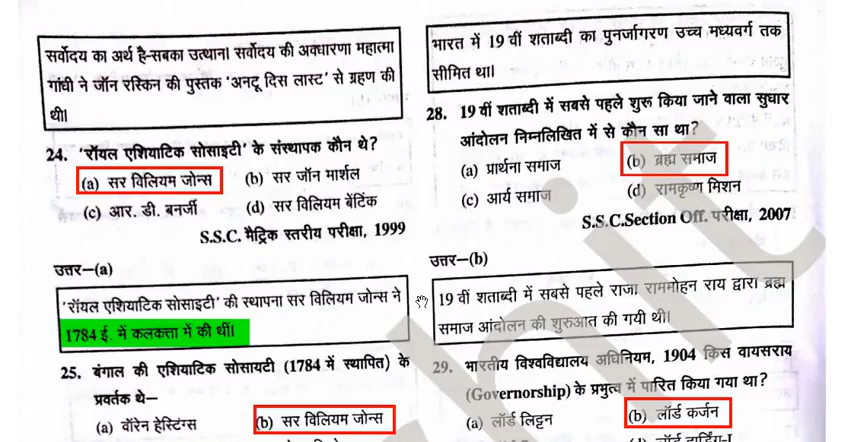 सर्वोदय का अर्थ है-सबका उत्थान। सर्वोदय की अवधारणा महात्मा
गांधी ने जॉन रस्किन की पुस्तक 'अनटू दिस लास्ट' से ग्रहण की
थी।
24. 'रॉयल एशियाटिक सोसाइटी' के संस्थापक कौन थे?
(a) सर विलियम जोन्स (b) सर जॉन मार्शल
(c) आर. डी. बनर्जी (d) सर विलियम बेंटिंक
S.S.C. मैट्रिक स्तरीय परीक्षा, 1999
उत्तर–(a)
'रॉयल एशियाटिक सोसाइटी' की स्थापना सर विलियम जोन्स ने
1784 ई. में कलकत्ता में की थीं।
25. बंगाल की एशियाटिक सोसायटी (1784 में स्थापित) के
प्रवर्तक थे–
(a) वॉरेन हेस्टिंग्स (b) सर विलियम जोन्स
भारत में 19 वीं शताब्दी का पुनर्जागरण उच्च मध्यवर्ग तक
सीमित था।
28. 19 वीं शताब्दी में सबसे पहले शुरू किया जाने वाला सुधार
आंदोलन निम्नलिखित में से कौन सा था?
(a) प्रार्थना समाज (b) ब्रह्म समाज
(c) आर्य समाज (d) रामकृष्ण मिशन
S.S.C.Section Off. परीक्षा, 2007
उत्तर–(b)
19 वीं शताब्दी में सबसे पहले राजा राममोहन राय द्वारा ब्रह्म
समाज आंदोलन की शुरुआत की गयी थी।
29. भारतीय विश्वविद्यालय अधिनियम, 1904 किस वायसराय
(Governorship) के प्रभुत्व में पारित किया गया था?
(a) लॉर्ड लिट्टन (b) लॉर्ड कर्जन